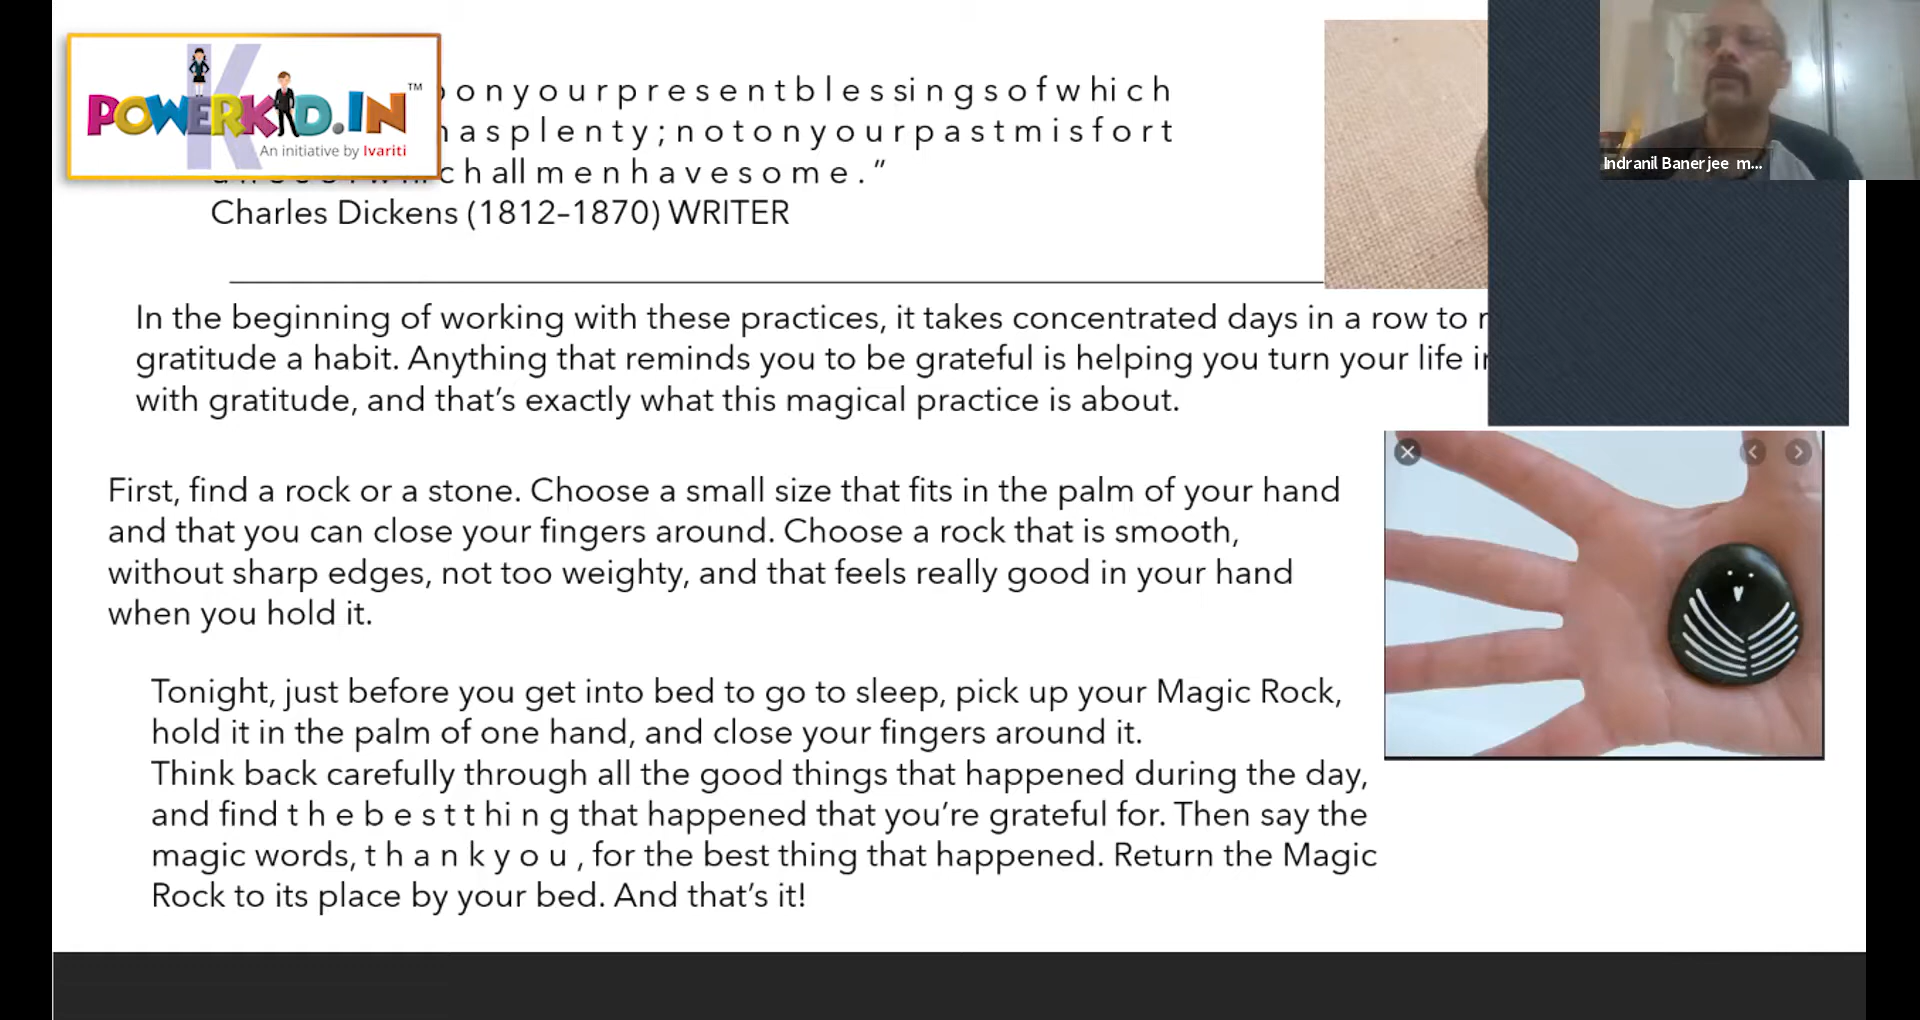 POWERKID.IN™
An initiative by Ivariti
o n y o u r p r e s e n t b l e s s i n g s o f w h i c h
a s p l e n t y ; n o t o n y o u r p a s t m i s f o r t
c h all m e n h a v e s o m e . ”
Charles Dickens (1812–1870) WRITER
Indranil Banerjee m...
In the beginning of working with these practices, it takes concentrated days in a row to
gratitude a habit. Anything that reminds you to be grateful is helping you turn your life
with gratitude, and that’s exactly what this magical practice is about.
First, find a rock or a stone. Choose a small size that fits in the palm of your hand
and that you can close your fingers around. Choose a rock that is smooth,
without sharp edges, not too weighty, and that feels really good in your hand
when you hold it.
Tonight, just before you get into bed to go to sleep, pick up your Magic Rock,
hold it in the palm of one hand, and close your fingers around it.
Think back carefully through all the good things that happened during the day,
and find t h e b e s t t hi n g that happened that you’re grateful for. Then say the
magic words, t h a n k y o u , for the best thing that happened. Return the Magic
Rock to its place by your bed. And that’s it!